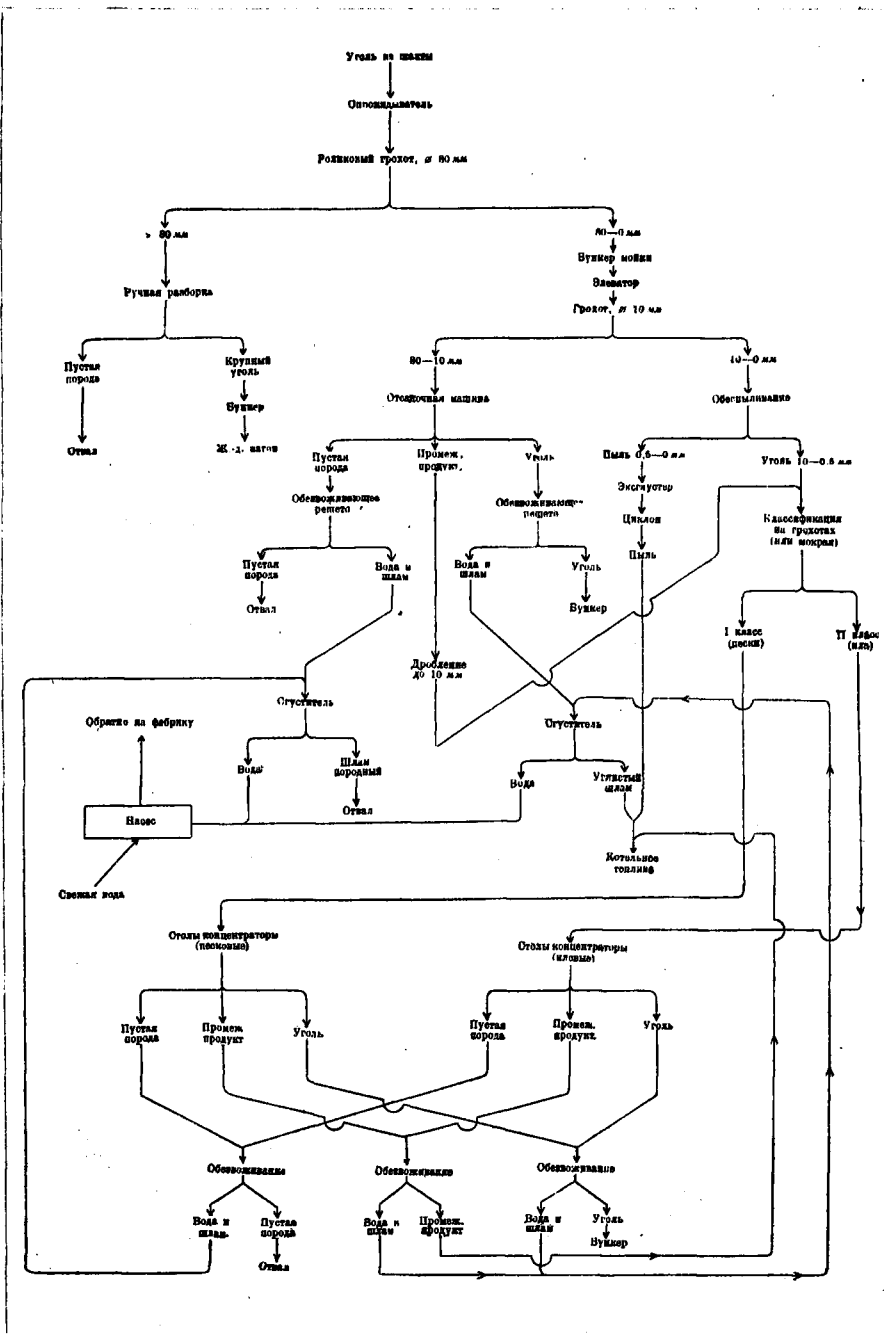 Уголь из шахты
Опрокидыватель
Роликовый грохот, ⌀ 80 мм
> 80 мм
80—0 мм
Бункер мойки
Элеватор
Ручная разборка
Грохот, ⌀ 10 мм
Пустая
порода
Крупный
уголь
80—10 мм
10—0 мм
Бункер
Отсадочная машина
Обеспыливание
Отвал
Ж.-д. вагон
Пустая
порода
Промеж.
продукт.
Уголь
Пыль 0,5—0 мм
Уголь 10—0,5 мм
Обезвоживающее
решето
Обезвоживающее
решето
Эксгаустер
Циклон
Пыль
Классификация
на грохотах
(или мокрая)
Пустая
порода
Вода и
шлам
Вода и
шлам
Уголь
Отвал
Бункер
I класс
(пески)
II класс
(ила)
Дробление
до 10 мм
Сгуститель
Сгуститель
Обратно на фабрику
Вода
Шлам
породный
Вода
Углистый
шлам
Отвал
Насос
Котельное
топливо
Свежая вода
Столы концентраторы
(песковые)
Столы концентраторы
(иловые)
Пустая
порода
Промеж
продукт
Уголь
Пустая
порода
Промеж.
продукт.
Уголь
Обезвоживание
Обезвоживание
Обезвоживание
Вода и
шлам.
Пустая
порода
Вода и
шлам
Промеж.
продукт
Вода и
шлам
Уголь
Бункер
Отвал